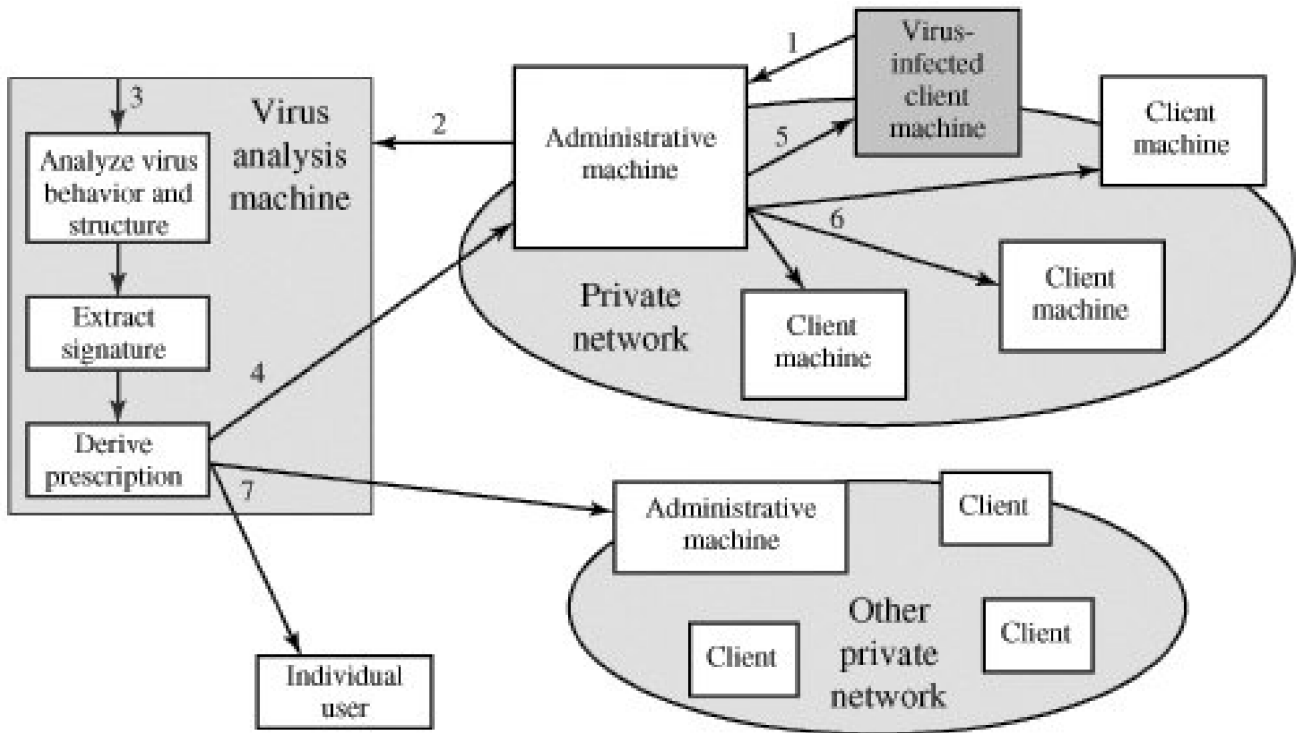 1
Virus-
infected
client
machine
3
Virus
analysis
machine
2
Administrative
machine
5
Client
machine
Analyze virus
behavior and
structure
6
Client
machine
Private
network
Client
machine
Extract
signature
4
Derive
prescription
7
Administrative
machine
Client
Other
private
network
Client
Client
Individual
user